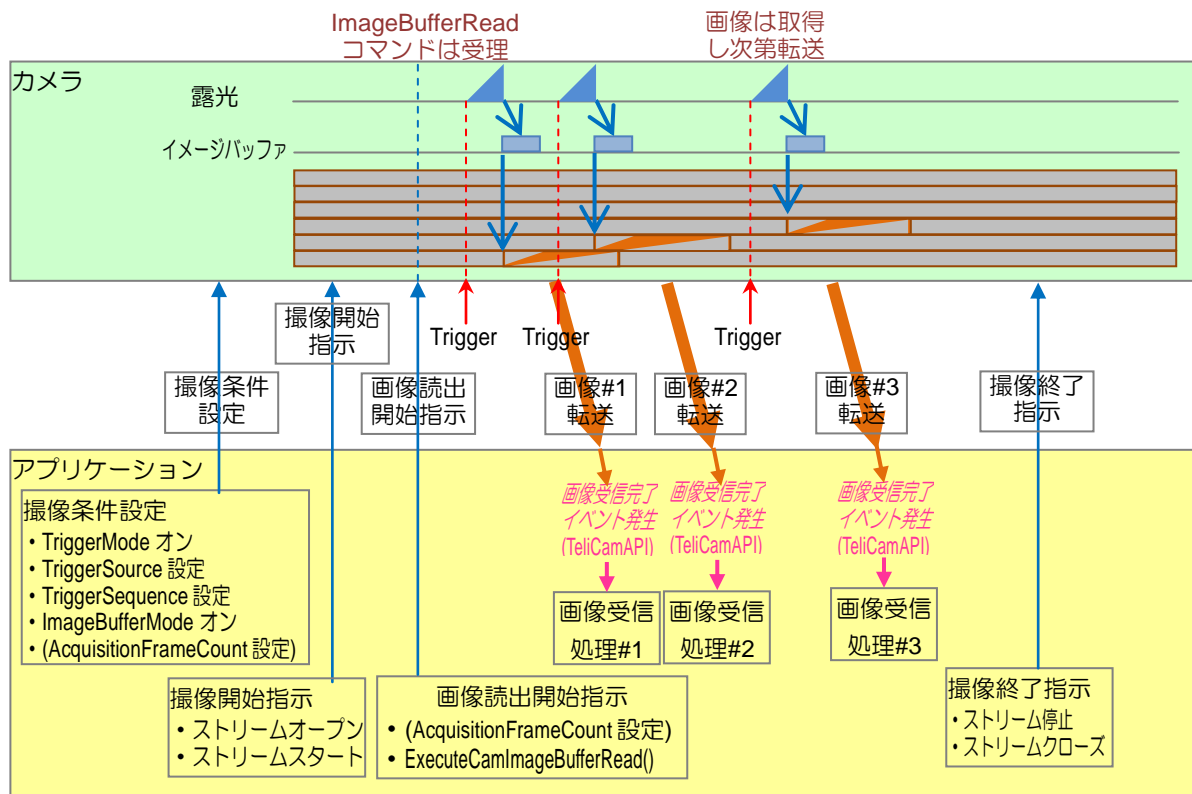 ImageBufferRead
コマンドは受理
画像は取得
し次第転送
カメラ
露光
イメージバッファ
Trigger
Trigger
Trigger
撮像条件
設定
撮像開始
指示
画像読出
開始指示
画像#1
転送
画像#2
転送
画像#3
転送
撮像終了
指示
アプリケーション
撮像条件設定
・TriggerMode オン
・TriggerSource 設定
・TriggerSequence 設定
・ImageBufferMode オン
・(AcquisitionFrameCount 設定)
画像受信完了
イベント発生
(TeliCamAPI)
画像受信完了
イベント発生
(TeliCamAPI)
画像受信完了
イベント発生
(TeliCamAPI)
画像受信
処理#1
画像受信
処理#2
画像受信
処理#3
撮像開始指示
・ストリームオープン
・ストリームスタート
画像読出開始指示
・(AcquisitionFrameCount 設定)
・ExecuteCamImageBufferRead()
撮像終了指示
・ストリーム停止
・ストリームクローズ